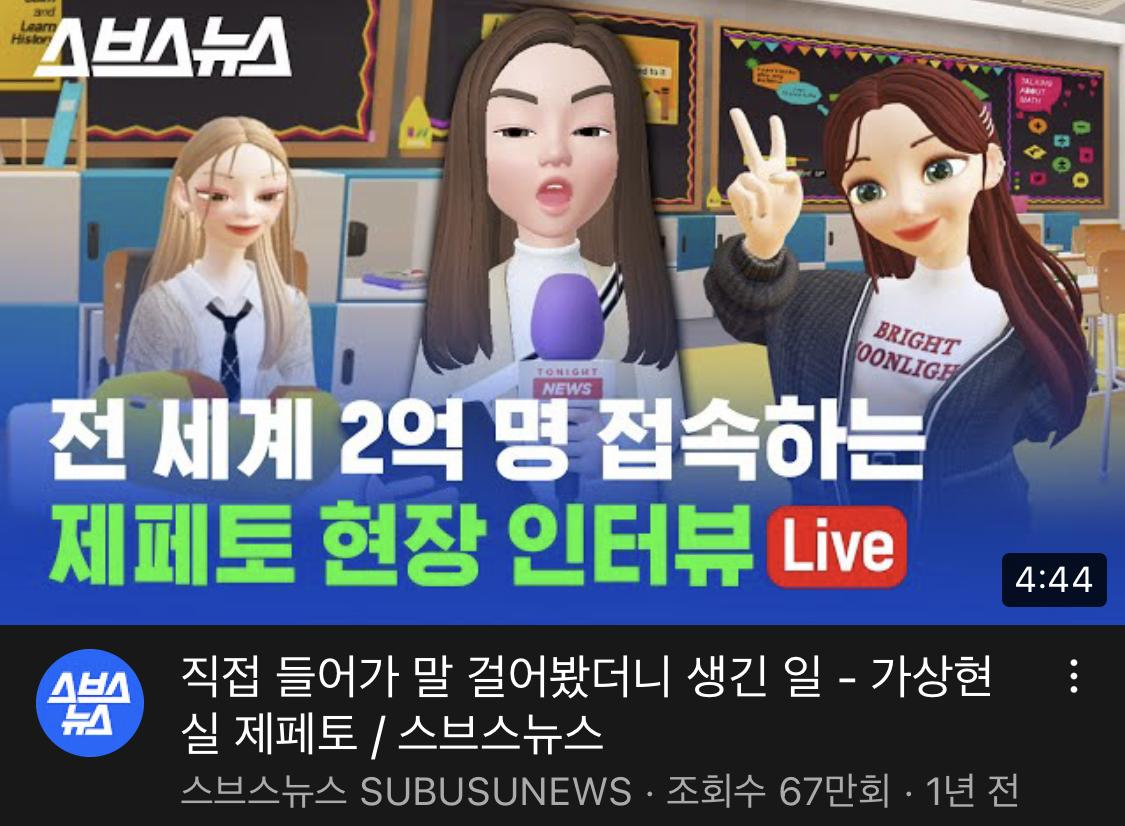 and
Learn
History
스브스뉴스
ed to it
TALKING
ABOUT
MATH
BRIGHT
MOONLIGH
TONIGHT
NEWS
전 세계 2억 명 접속하는
제페토 현장 인터뷰 Live
4:44
스브스
뉴스
직접 들어가 말 걸어봤더니 생긴 일 - 가상현
실 제페토 / 스브스뉴스
스브스뉴스 SUBUSUNEWS · 조회수 67만회 · 1년 전